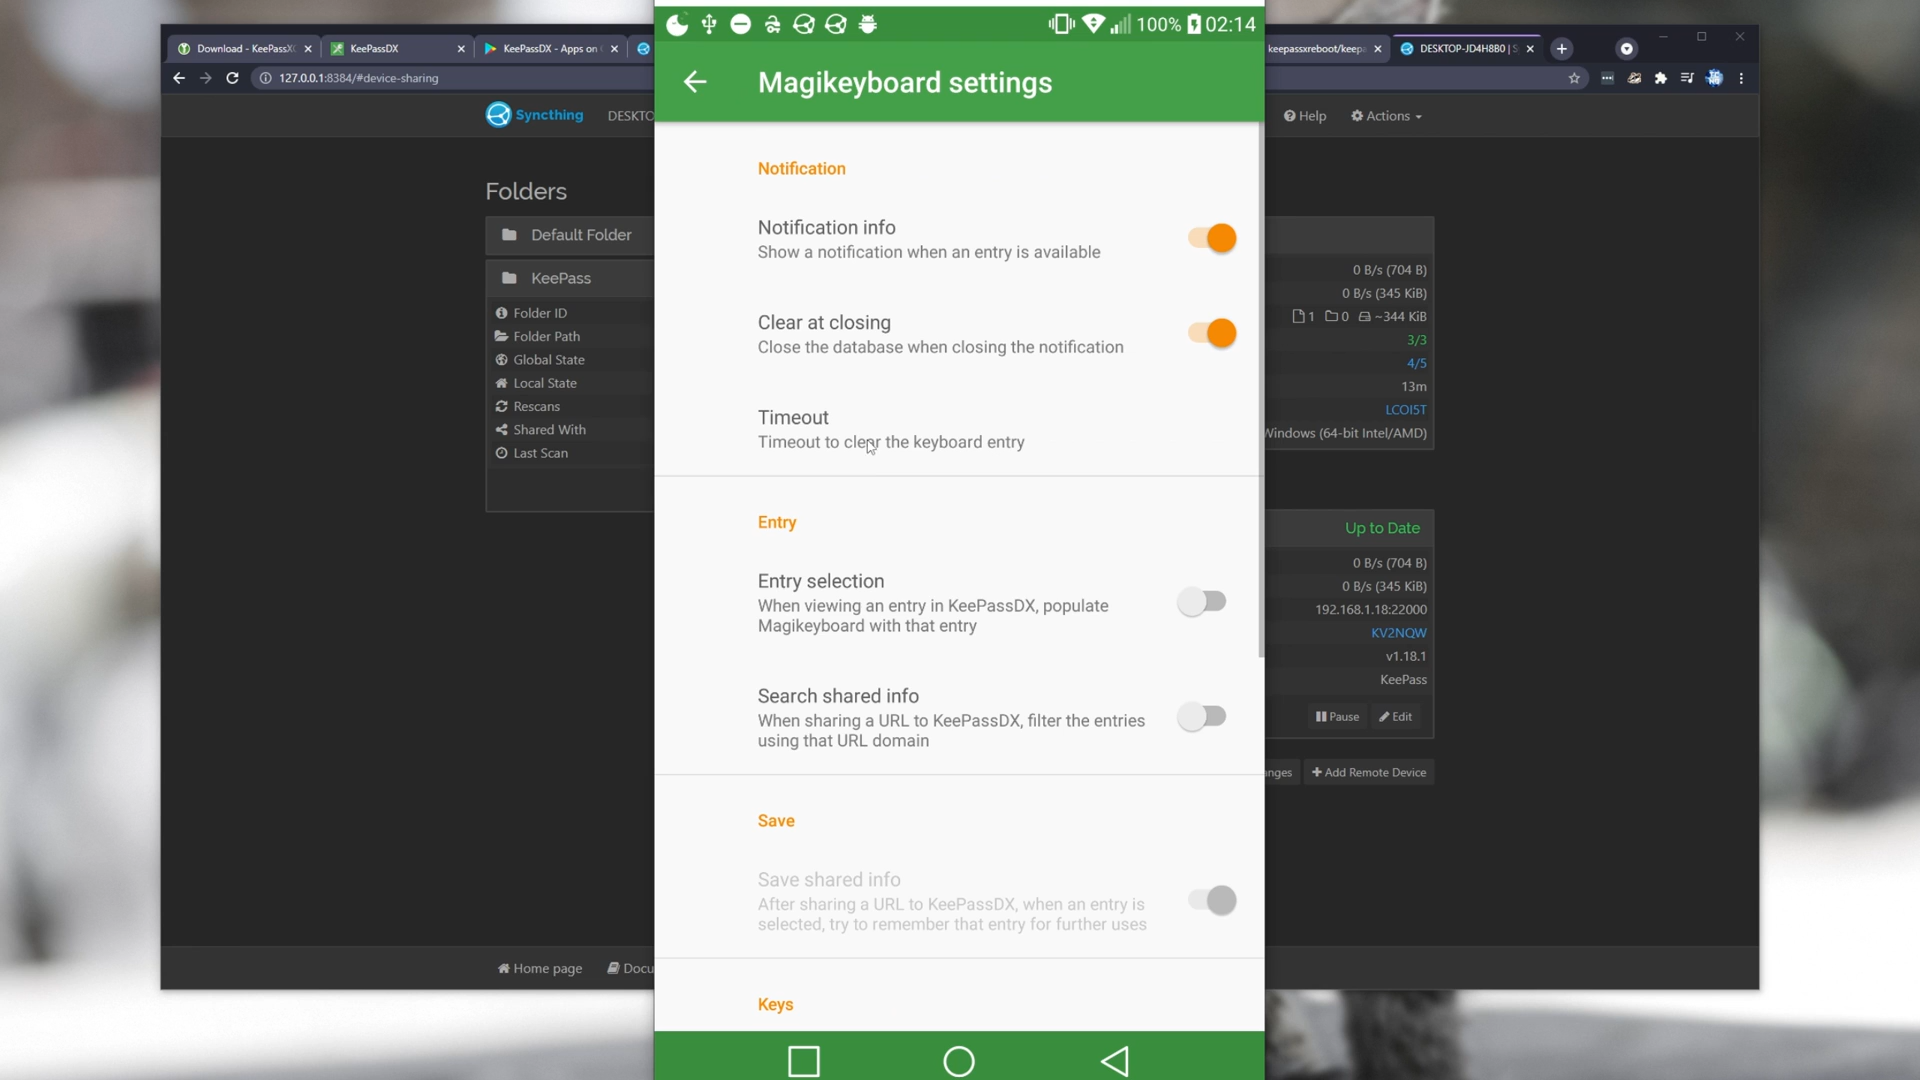 100% 02:14
Download - KeePassX
KeePassDX
KeePassDX - Apps on
keepassxreboot/keepa
DESKTOP-JD4H8B0 | S
127.0.0.1:8384/#device-sharing
Magikeyboard settings
Syncthing
DESKTO
Help
Actions
Folders
Default Folder
KeePass
Folder ID
Folder Path
Global State
Local State
Rescans
Shared With
Last Scan
Notification
Notification info
Show a notification when an entry is available
Clear at closing
Close the database when closing the notification
Timeout
Timeout to clear the keyboard entry
Entry
Entry selection
When viewing an entry in KeePassDX, populate
Magikeyboard with that entry
Search shared info
When sharing a URL to KeePassDX, filter the entries
using that URL domain
Save
Save shared info
After sharing a URL to KeePassDX, when an entry is
selected, try to remember that entry for further uses
Keys
0 B/s (704 B)
0 B/s (345 KiB)
1 0 ~344 KiB
3/3
4/5
13m
LCOI5T
Windows (64-bit Intel/AMD)
Up to Date
0 B/s (704 B)
0 B/s (345 KiB)
192.168.1.18:22000
KV2NQW
v1.18.1
KeePass
Pause
Edit
anges
Add Remote Device
Home page
Docu